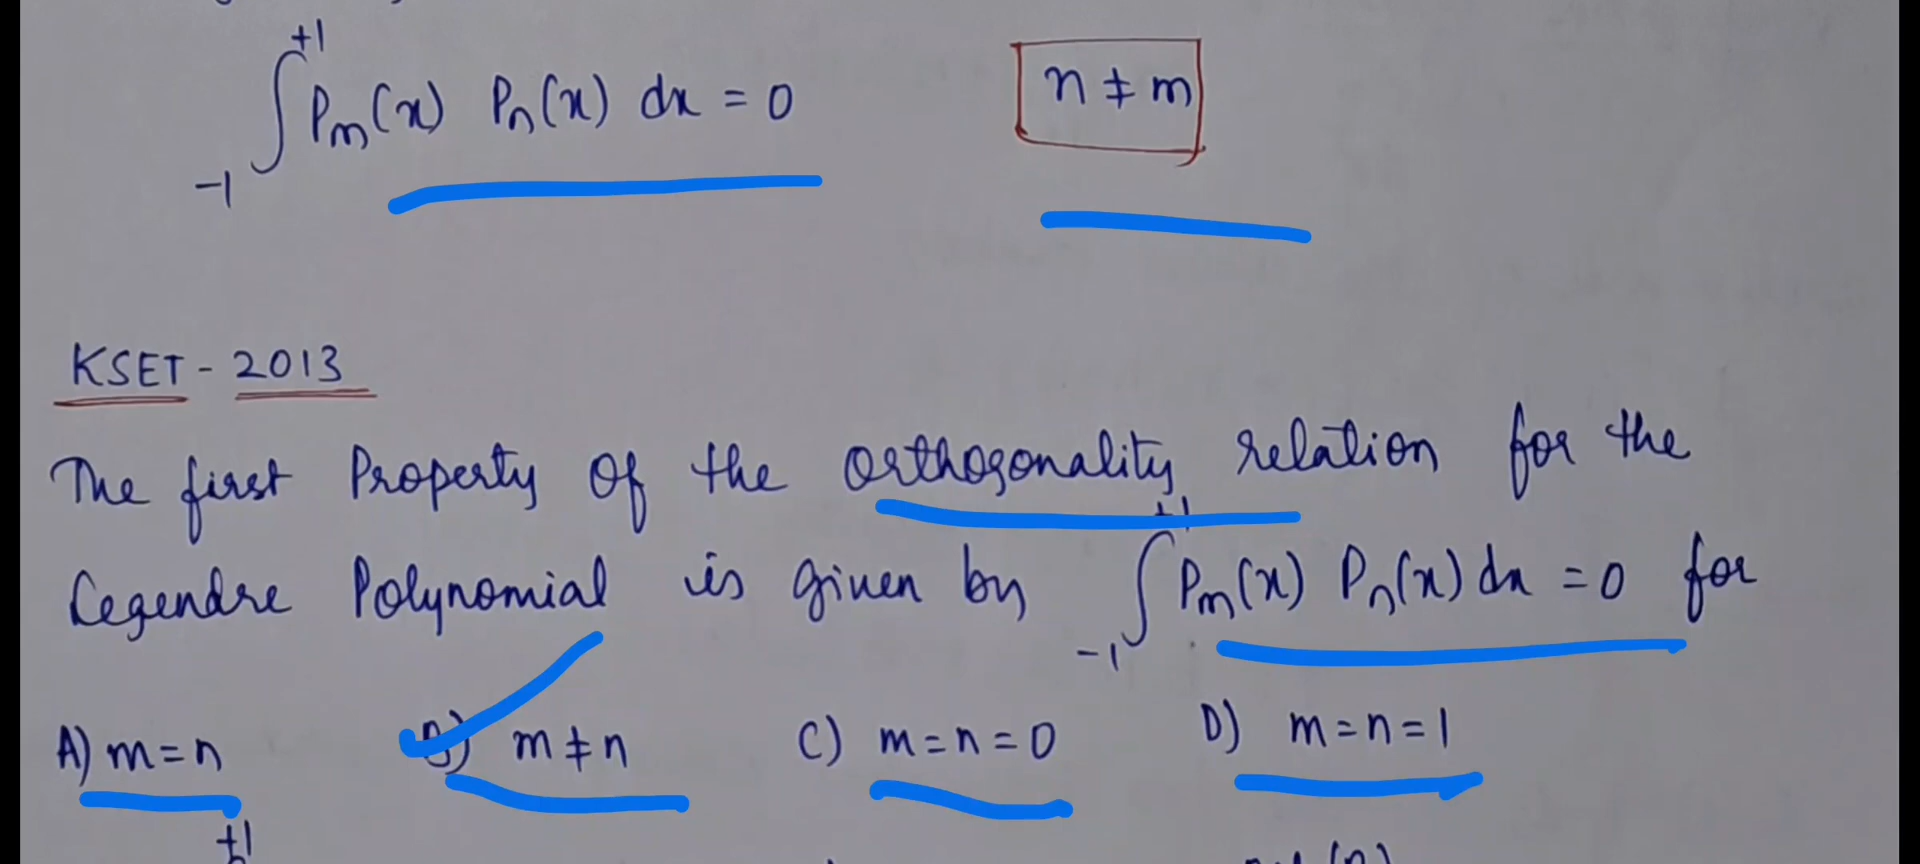 ∫₋₁⁺¹ Pm(x) Pn(x) dx = 0    n ≠ m
KSET - 2013
The first Property of the Orthogonality relation for the
Legendre Polynomial is given by ∫₋₁⁺¹ Pm(x) Pn(x) dx = 0 for
A) m = n    B) m ≠ n    C) m = n = 0    D) m = n = 1
+1